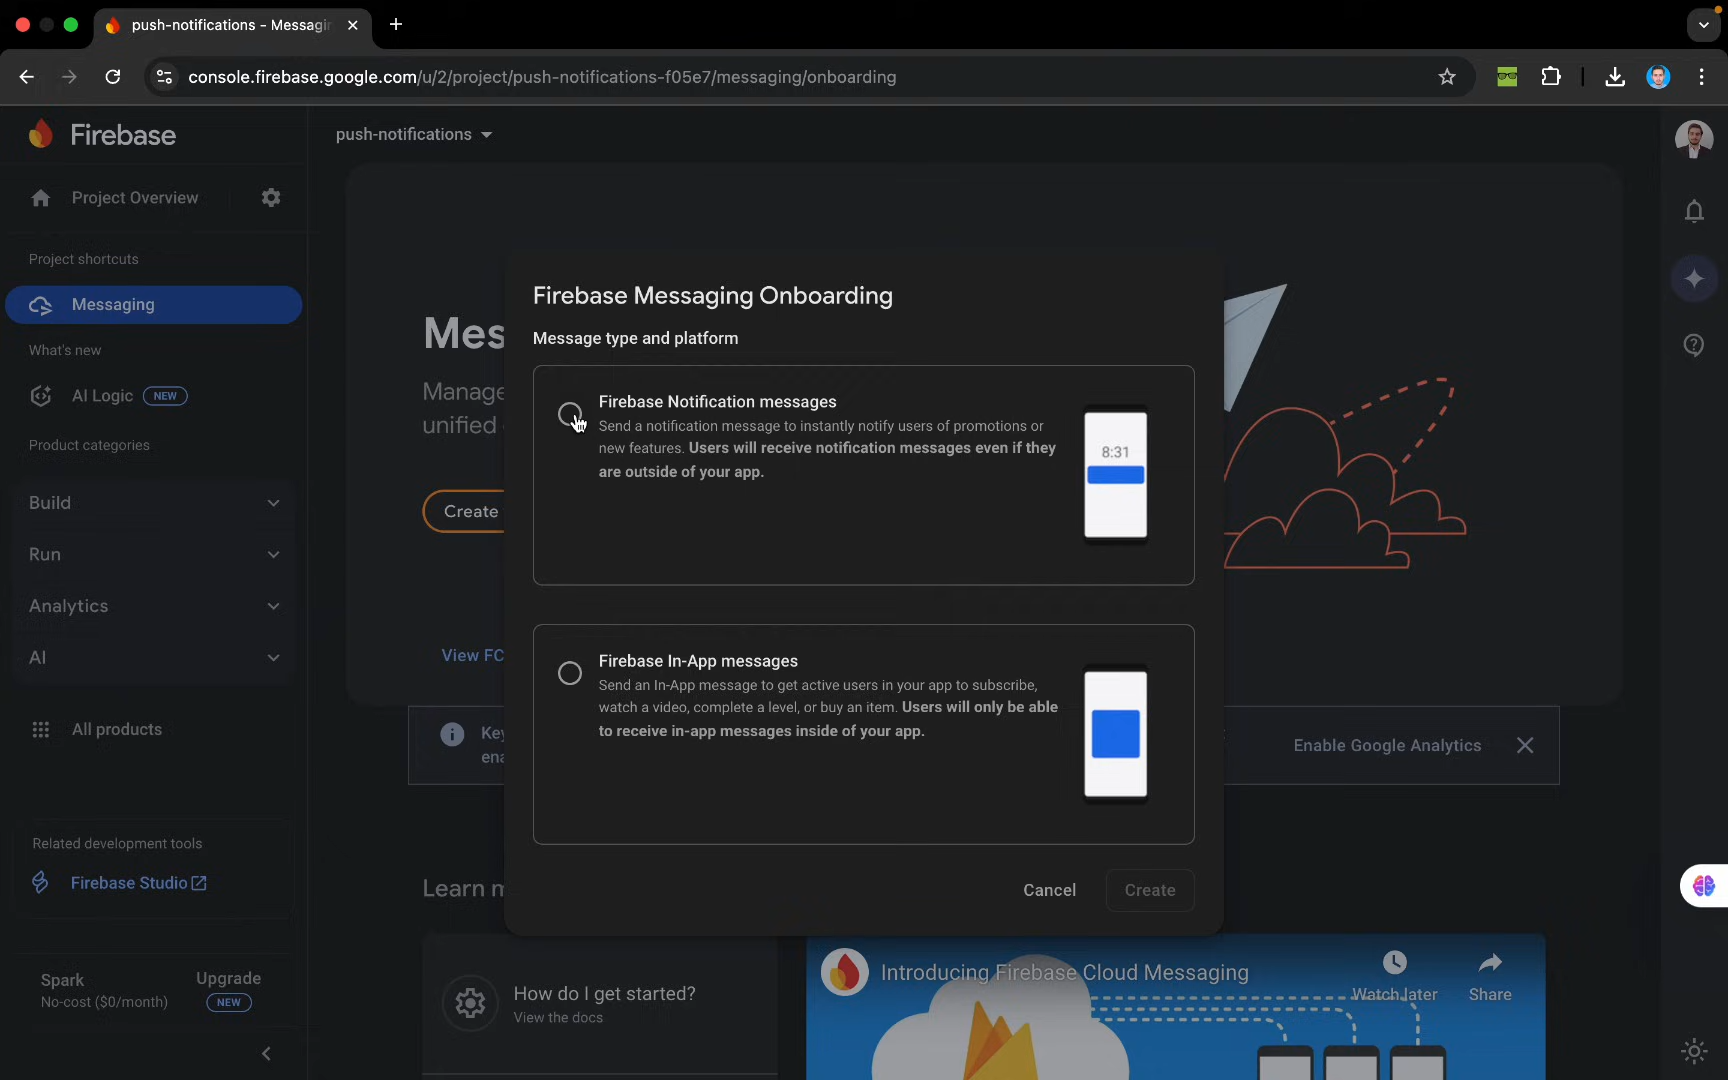 push-notifications - Messagin
console.firebase.google.com/u/2/project/push-notifications-f05e7/messaging/onboarding
Firebase
push-notifications
Project Overview
Project shortcuts
Messaging
What's new
AI Logic NEW
Product categories
Build
Run
Analytics
AI
All products
Related development tools
Firebase Studio
Spark
No-cost ($0/month)
Upgrade
NEW
Mes
Manage
unified
Create
View FC
Firebase Messaging Onboarding
Message type and platform
Firebase Notification messages
Send a notification message to instantly notify users of promotions or
new features. Users will receive notification messages even if they
are outside of your app.
8:31
Firebase In-App messages
Send an In-App message to get active users in your app to subscribe,
watch a video, complete a level, or buy an item. Users will only be able
to receive in-app messages inside of your app.
Cancel
Create
Key
ena
Enable Google Analytics
Learn m
How do I get started?
View the docs
Introducing Firebase Cloud Messaging
Watch later
Share